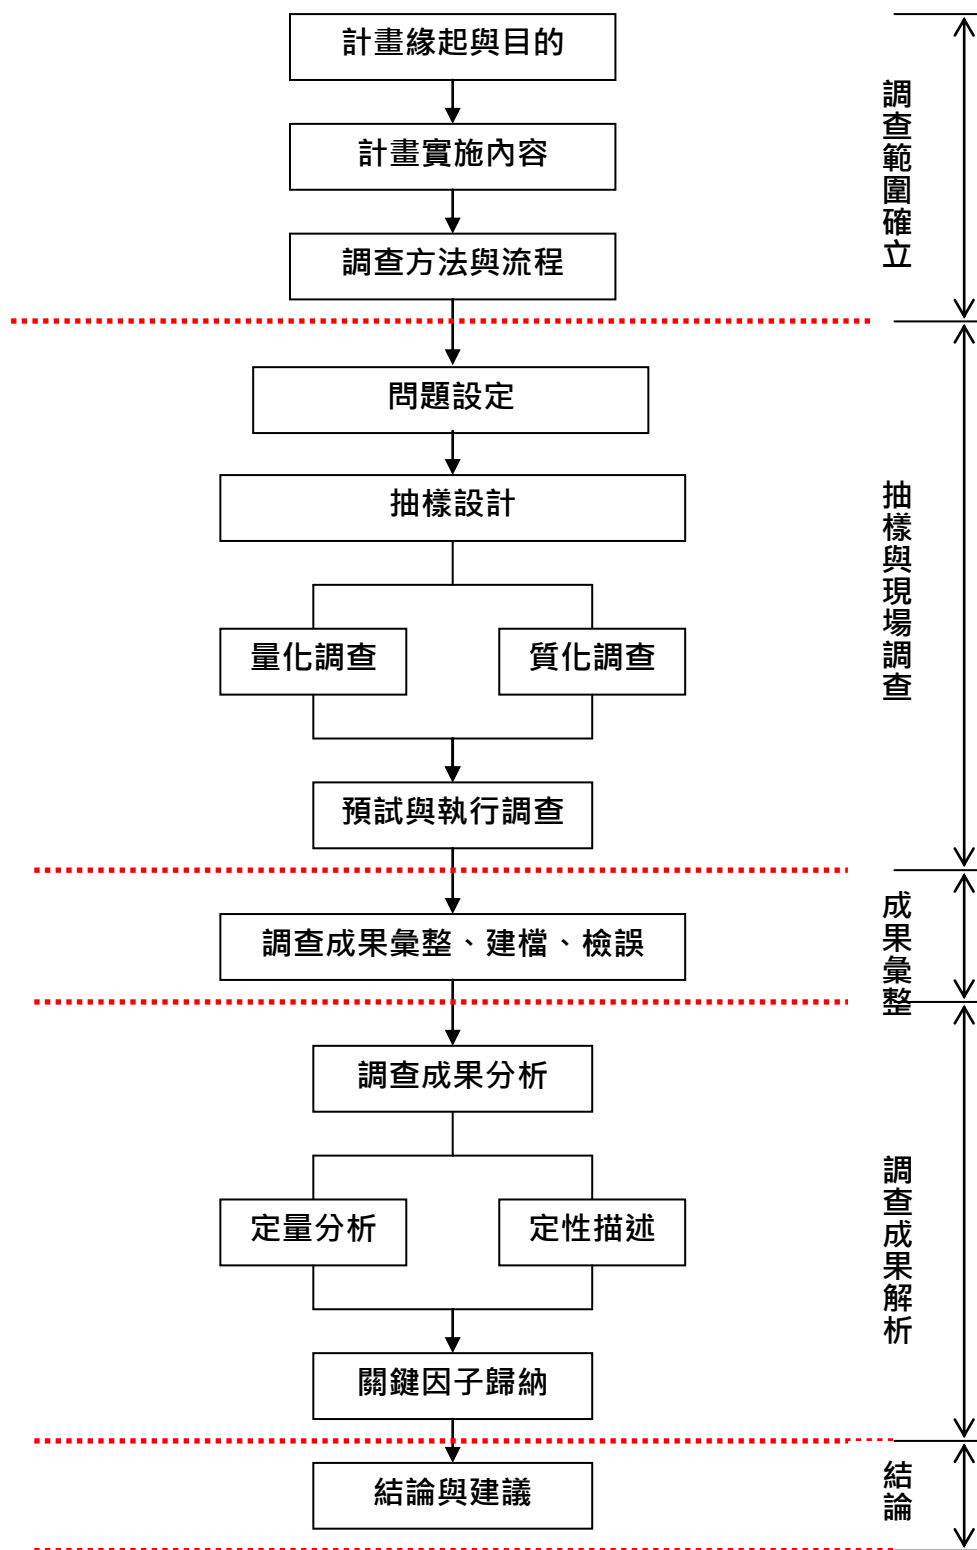 計畫緣起與目的
計畫實施內容
調查方法與流程
調查範圍確立
問題設定
抽樣設計
量化調查
質化調查
預試與執行調查
抽樣與現場調查
調查成果彙整、建檔、檢誤
成果彙整
調查成果分析
定量分析
定性描述
關鍵因子歸納
調查成果解析
結論與建議
結論